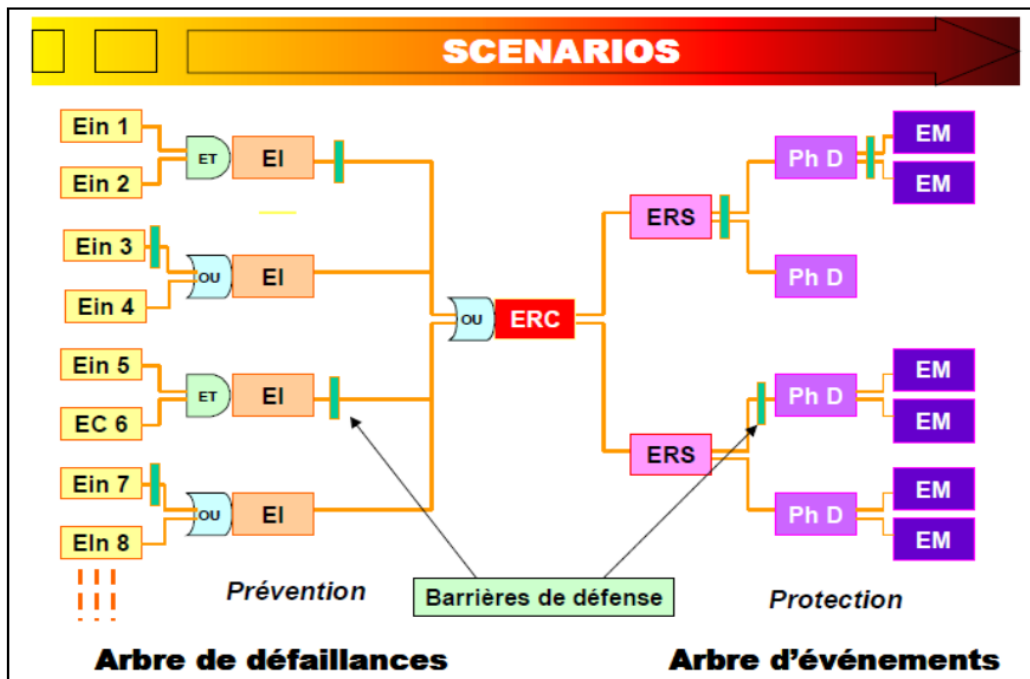 SCENARIOS
Ein 1
Ein 2
ET
EI
Ein 3
Ein 4
OU
EI
Ein 5
EC 6
ET
EI
Ein 7
EIn 8
OU
EI
OU
ERC
ERS
ERS
Ph D
Ph D
Ph D
Ph D
EM
EM
EM
EM
EM
EM
Prévention
Barrières de défense
Protection
Arbre de défaillances
Arbre d'événements